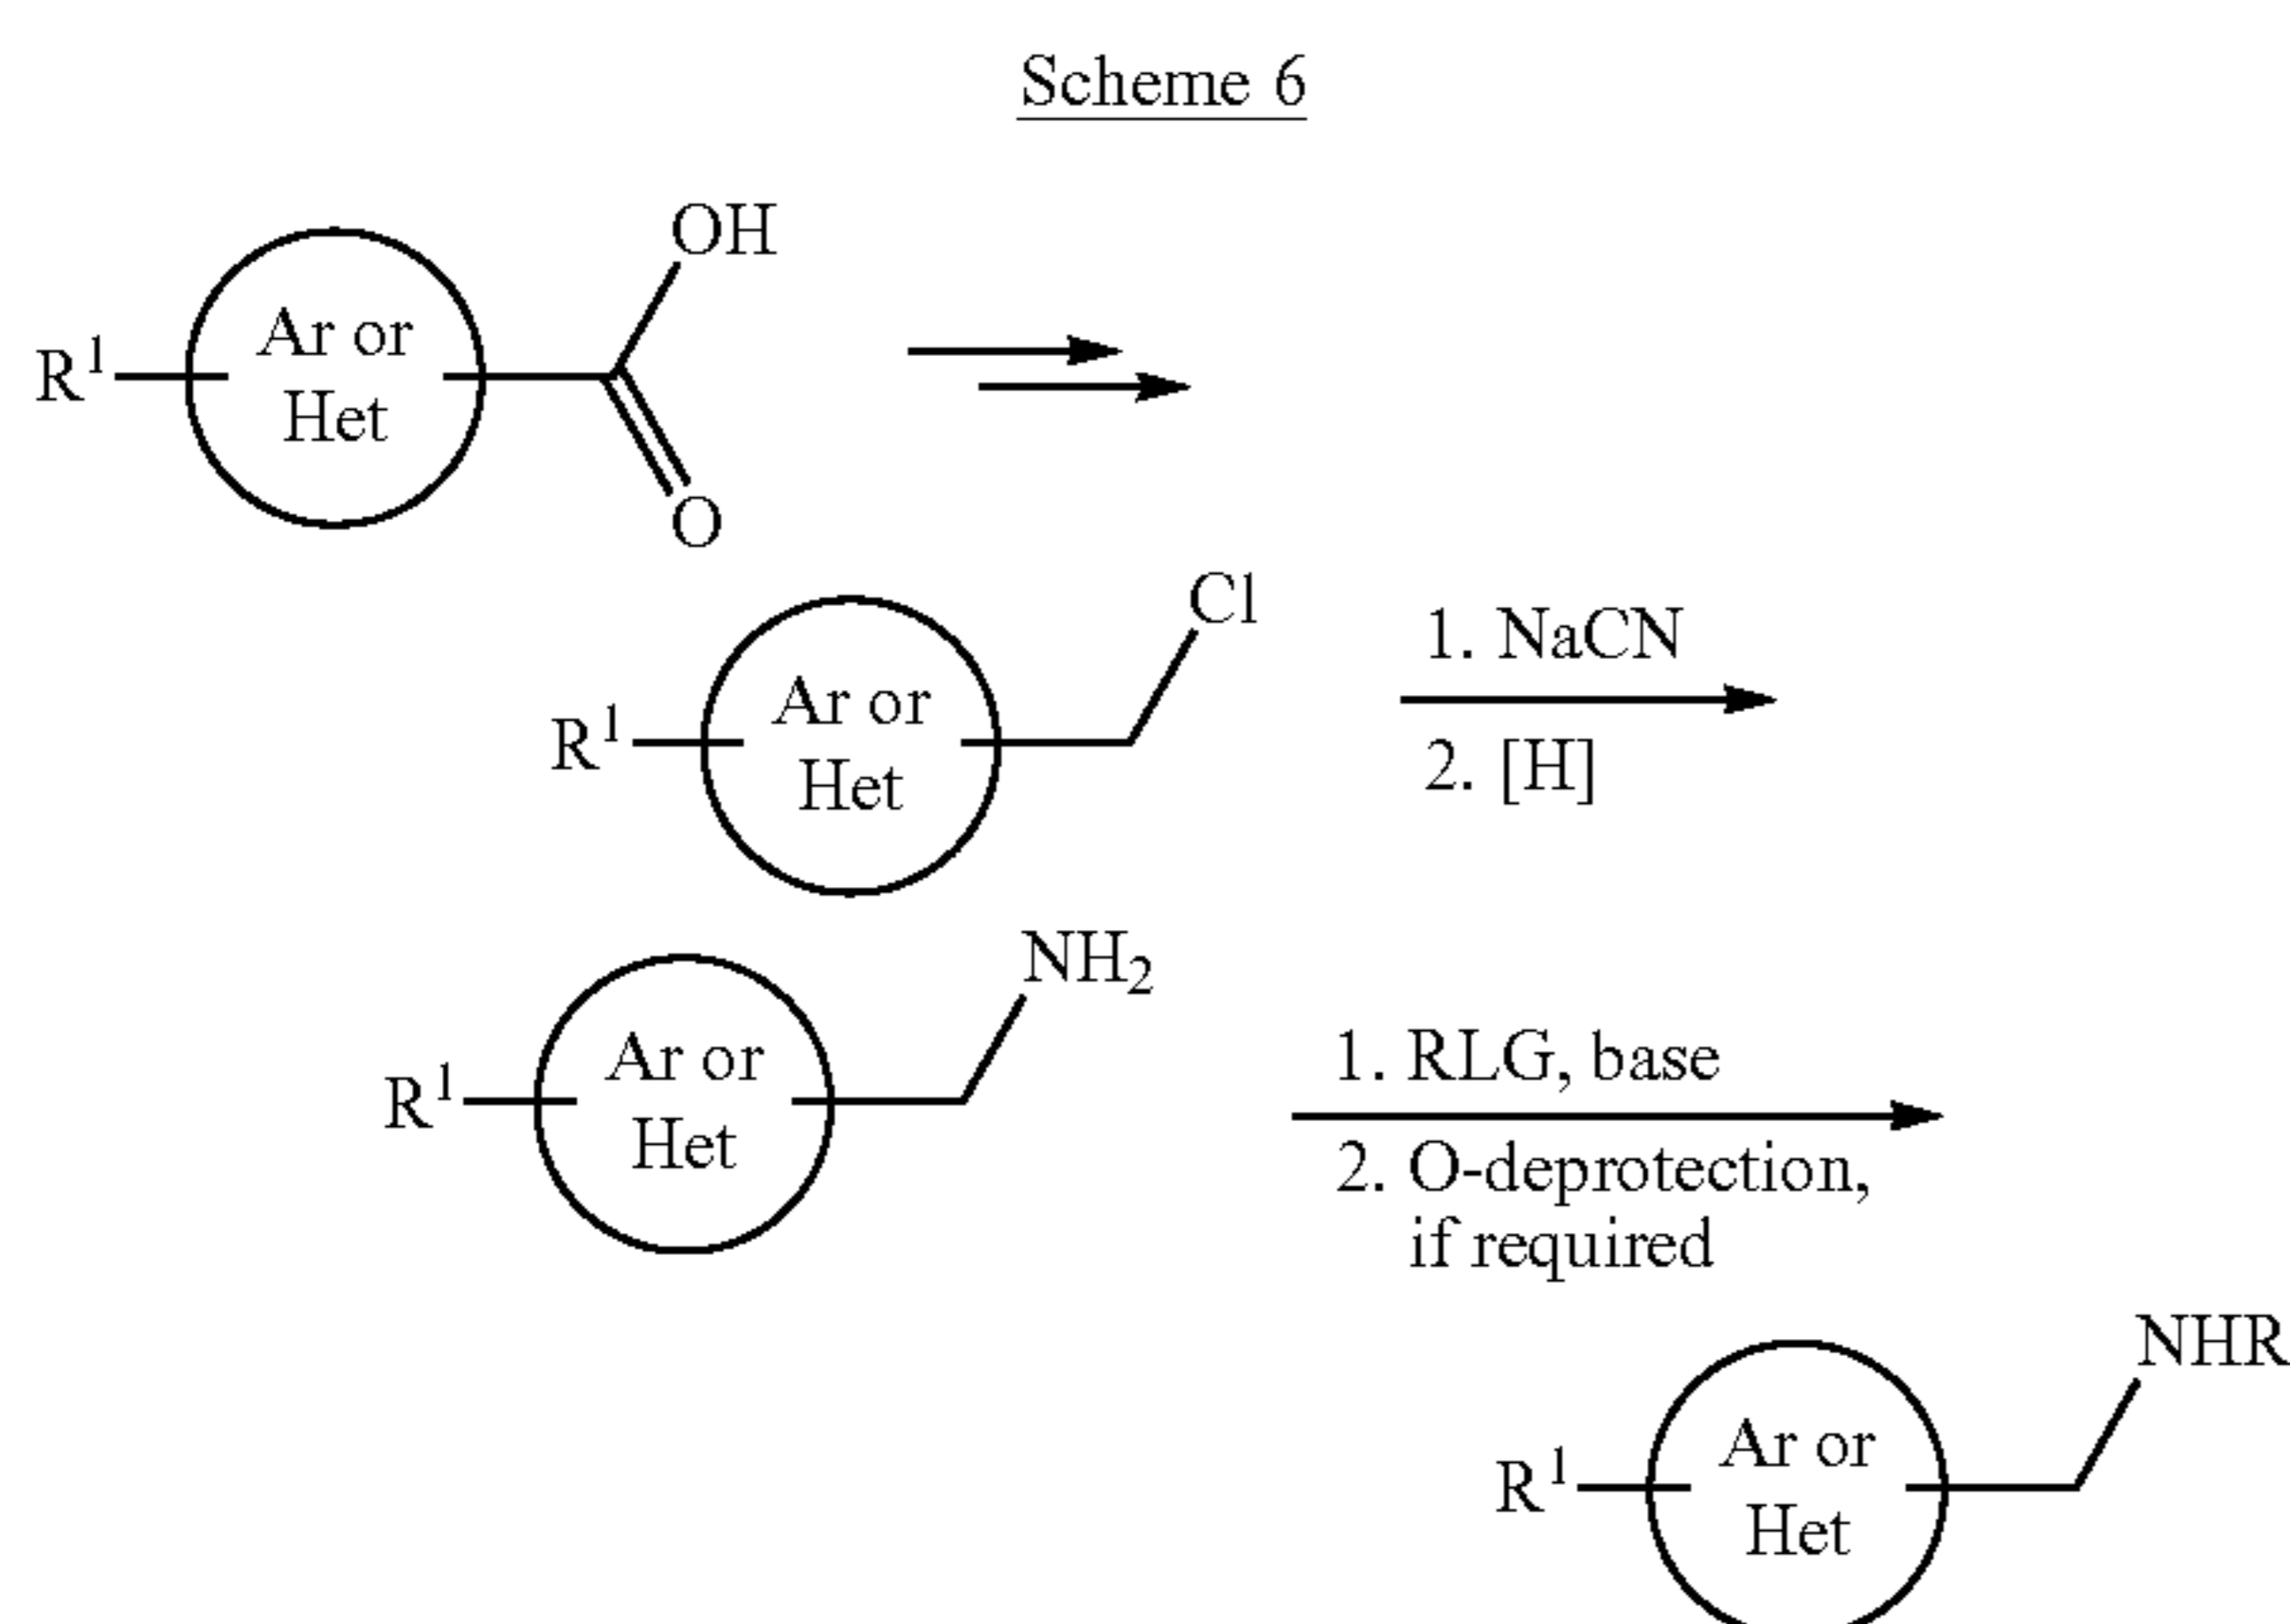 Scheme 6
OH
R¹
Ar or
Het
O
Cl
R¹
Ar or
Het
1. NaCN
2. [H]
NH₂
R¹
Ar or
Het
1. RLG, base
2. O-deprotection,
if required
NHR
R¹
Ar or
Het